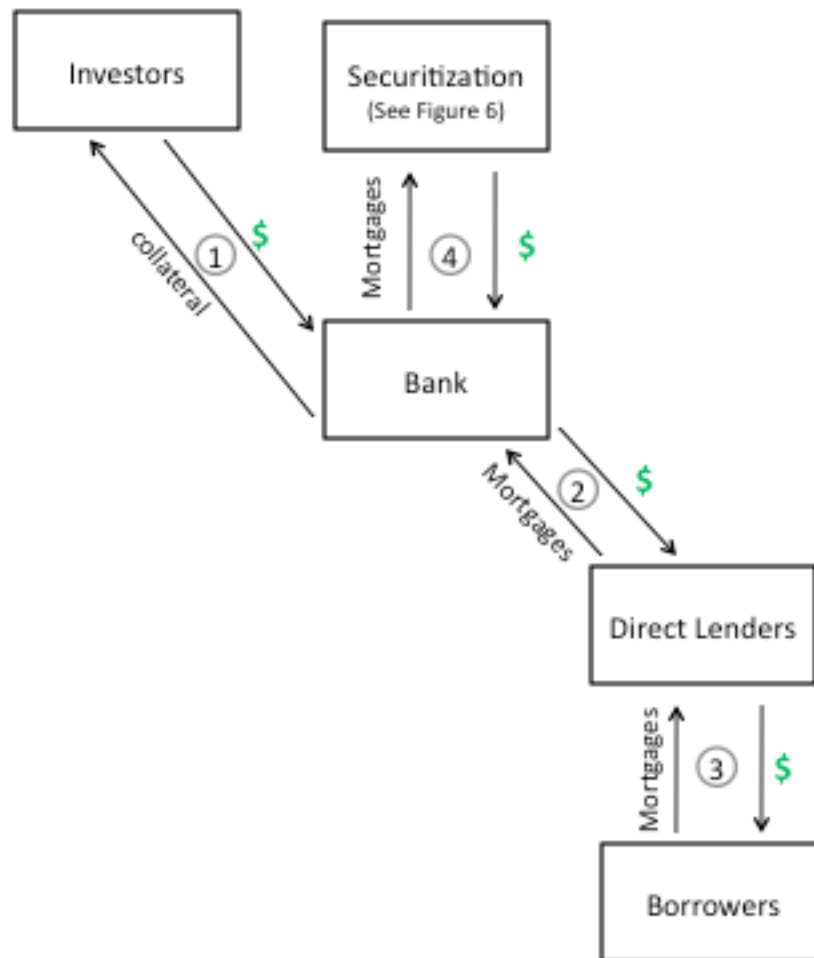 Investors
Securitization
(See Figure 6)
Mortgages
$
collateral
1
4
$
Bank
Mortgages
2
$
Direct Lenders
Mortgages
3
$
Borrowers